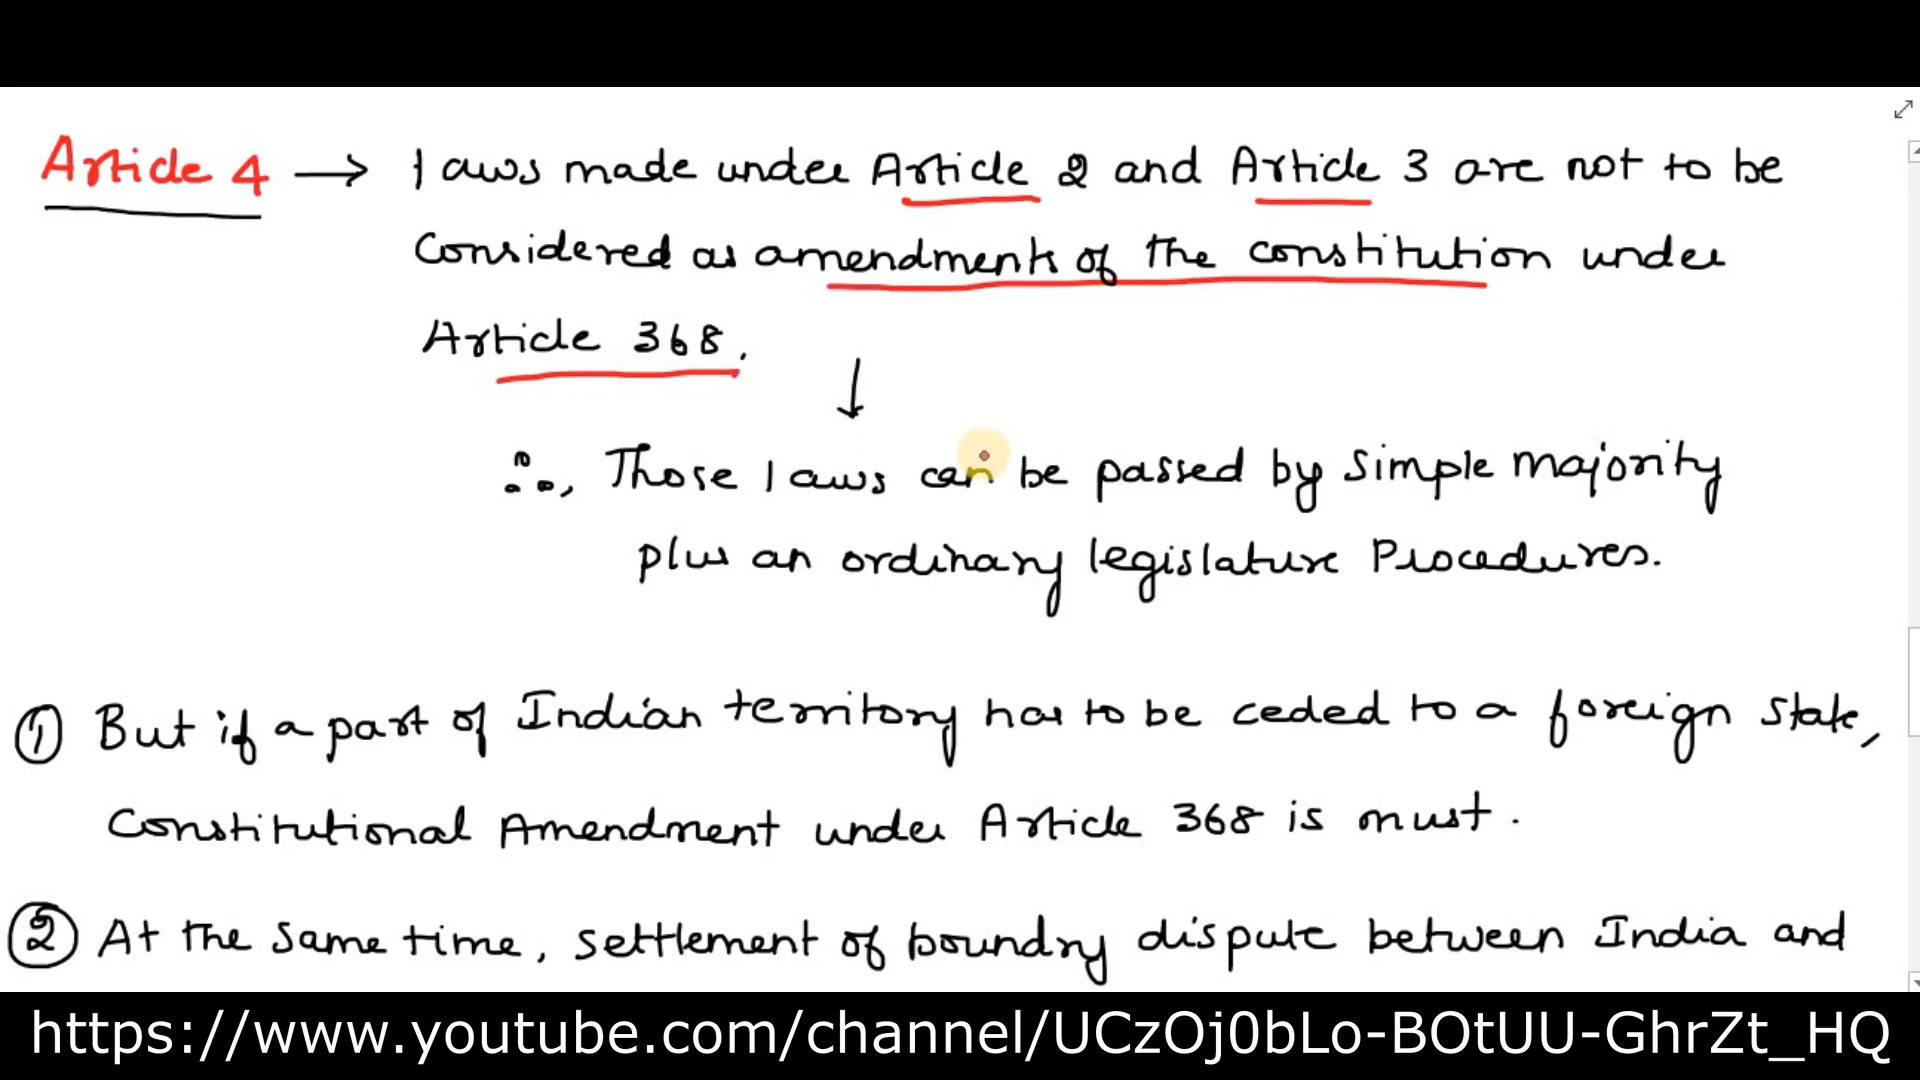 Article 4 → laws made under Article 2 and Article 3 are not to be
Considered as amendments of the constitution under
Article 368.
↓
∴, Those laws can be passed by Simple Majority
plus an ordinary legislature Procedures.
① But if a part of Indian territory has to be ceded to a foreign state,
Constitutional Amendment under Article 368 is must.
② At the same time, settlement of boundry dispute between India and
https://www.youtube.com/channel/UCzOj0bLo-BOtUU-GhrZt_HQ